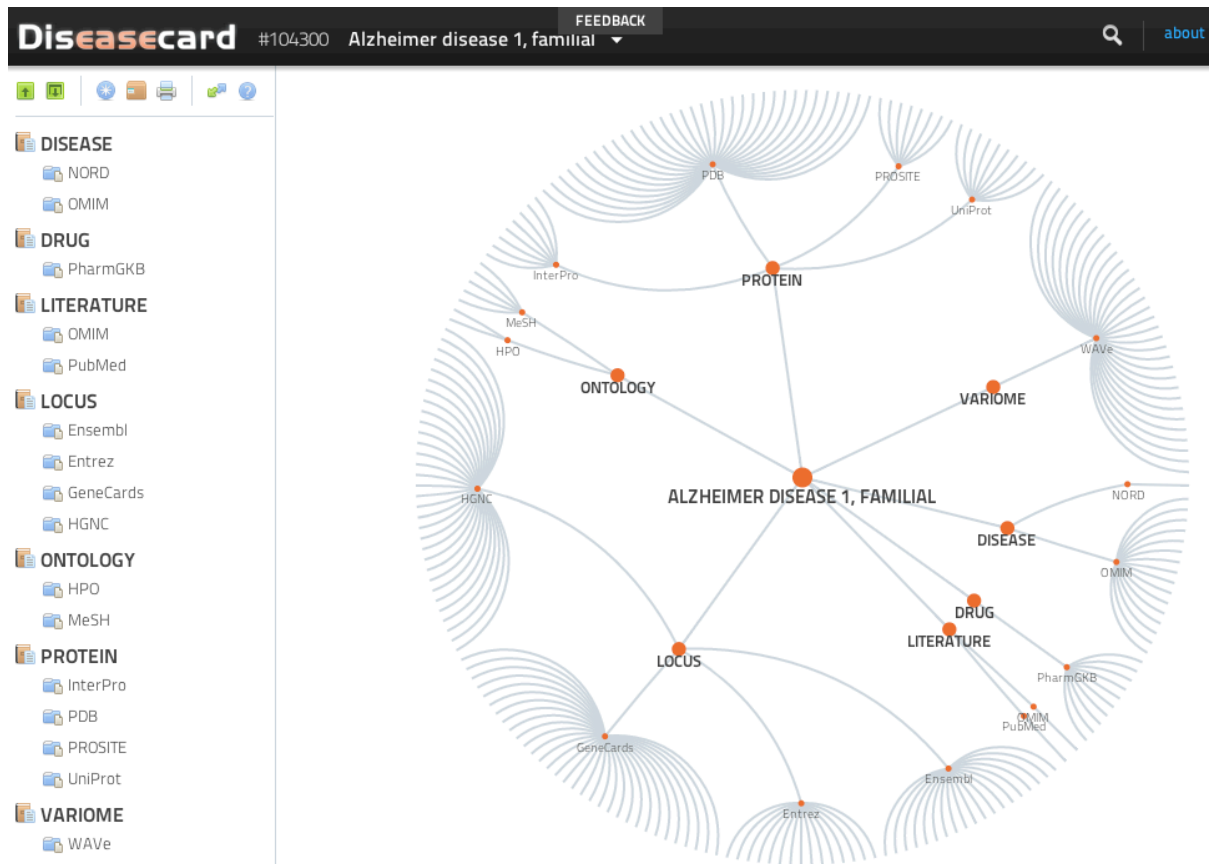 FEEDBACK
Diseasecard #104300 Alzheimer disease 1, familial about
DISEASE
NORD
OMIM
DRUG
PharmGKB
LITERATURE
OMIM
PubMed
LOCUS
Ensembl
Entrez
GeneCards
HGNC
ONTOLOGY
HPO
MeSH
PROTEIN
InterPro
PDB
PROSITE
UniProt
VARIOME
WAVe
PDB
PROSITE
UniProt
InterPro
PROTEIN
MeSH
HPO
WAVe
ONTOLOGY
VARIOME
HGNC
ALZHEIMER DISEASE 1, FAMILIAL
NORD
DISEASE
OMIM
DRUG
LITERATURE
LOCUS
PharmGKB
OMIM
PubMed
GeneCards
Ensembl
Entrez